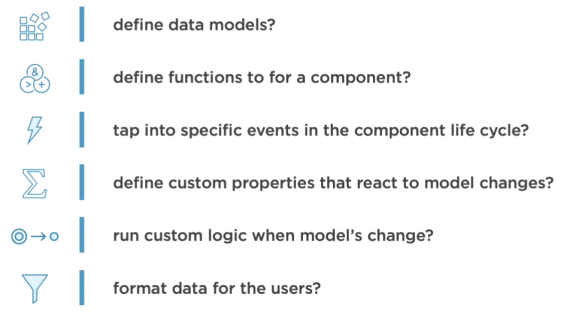 define data models?
define functions to for a component?
tap into specific events in the component life cycle?
define custom properties that react to model changes?
run custom logic when model's change?
format data for the users?